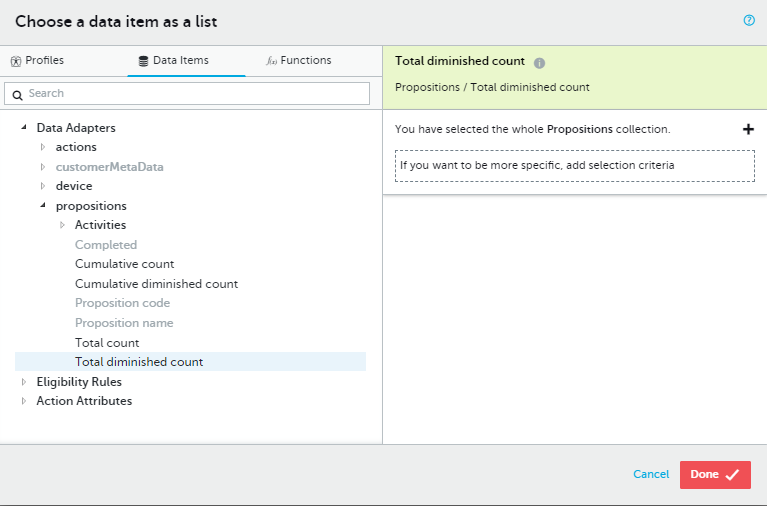 Choose a data item as a list
Profiles
Data Items
f(x) Functions
Search
Data Adapters
actions
customerMetaData
device
propositions
Activities
Completed
Cumulative count
Cumulative diminished count
Proposition code
Proposition name
Total count
Total diminished count
Eligibility Rules
Action Attributes
Total diminished count
Propositions / Total diminished count
You have selected the whole Propositions collection.
If you want to be more specific, add selection criteria
Cancel
Done